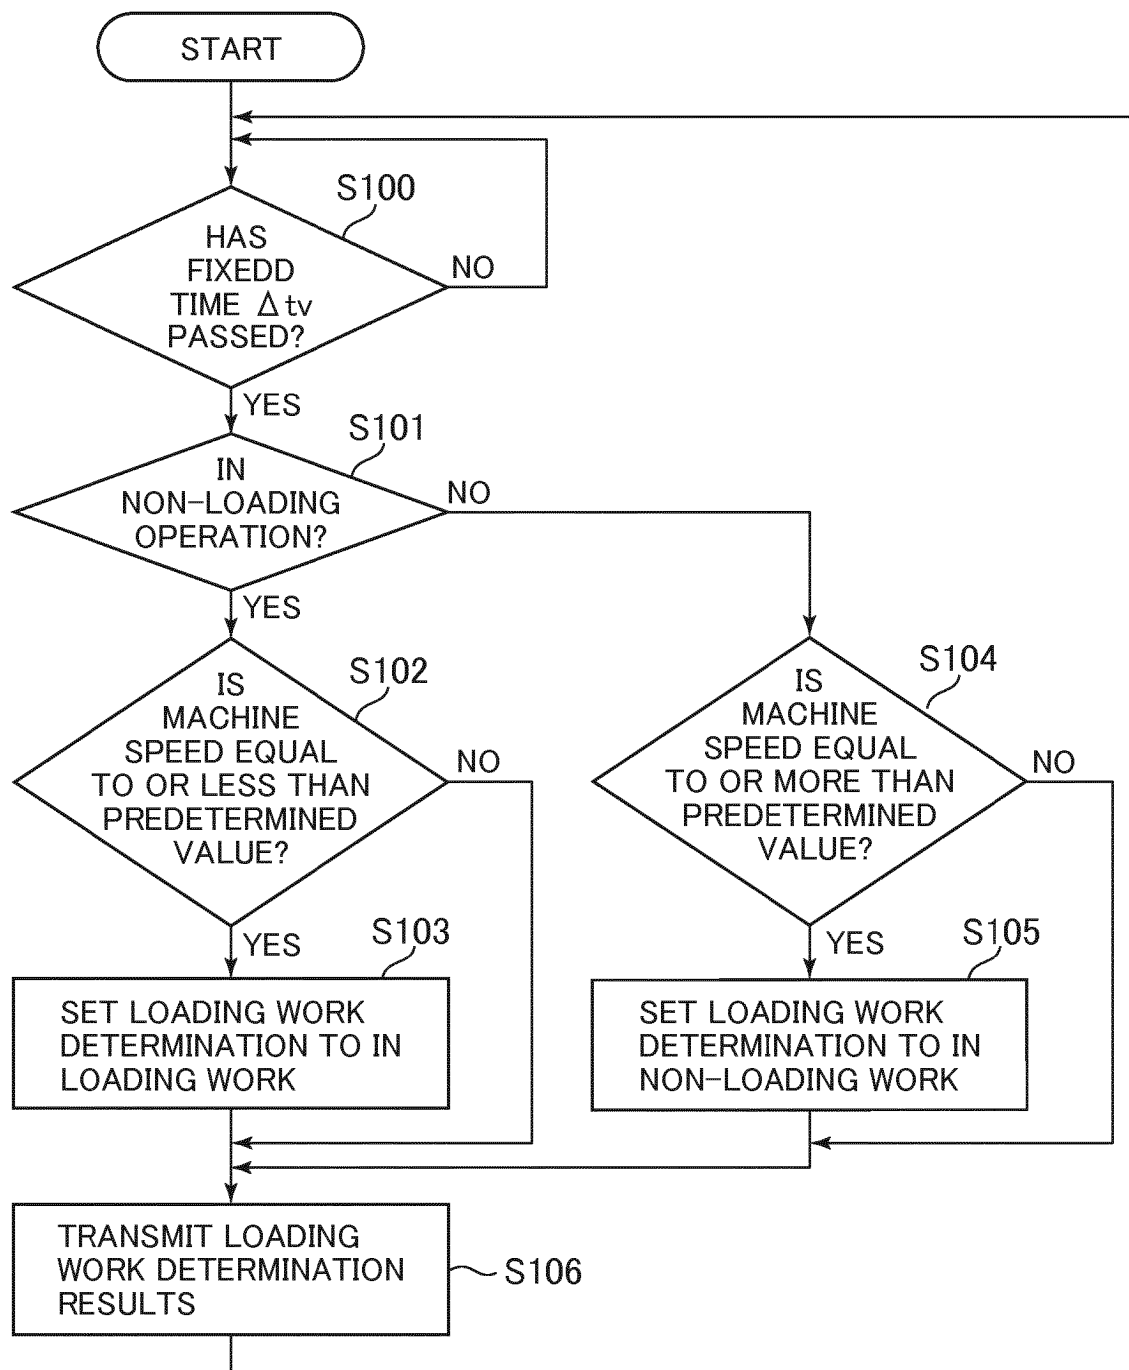 START
S100
HAS
FIXEDD
TIME Δtv
PASSED?
NO
YES
S101
IN
NON-LOADING
OPERATION?
NO
YES
S102
IS
MACHINE
SPEED EQUAL
TO OR LESS THAN
PREDETERMINED
VALUE?
NO
YES
S104
IS
MACHINE
SPEED EQUAL
TO OR MORE THAN
PREDETERMINED
VALUE?
NO
YES
S103
SET LOADING WORK
DETERMINATION TO IN
LOADING WORK
S105
SET LOADING WORK
DETERMINATION TO IN
NON-LOADING WORK
TRANSMIT LOADING
WORK DETERMINATION
RESULTS
S106